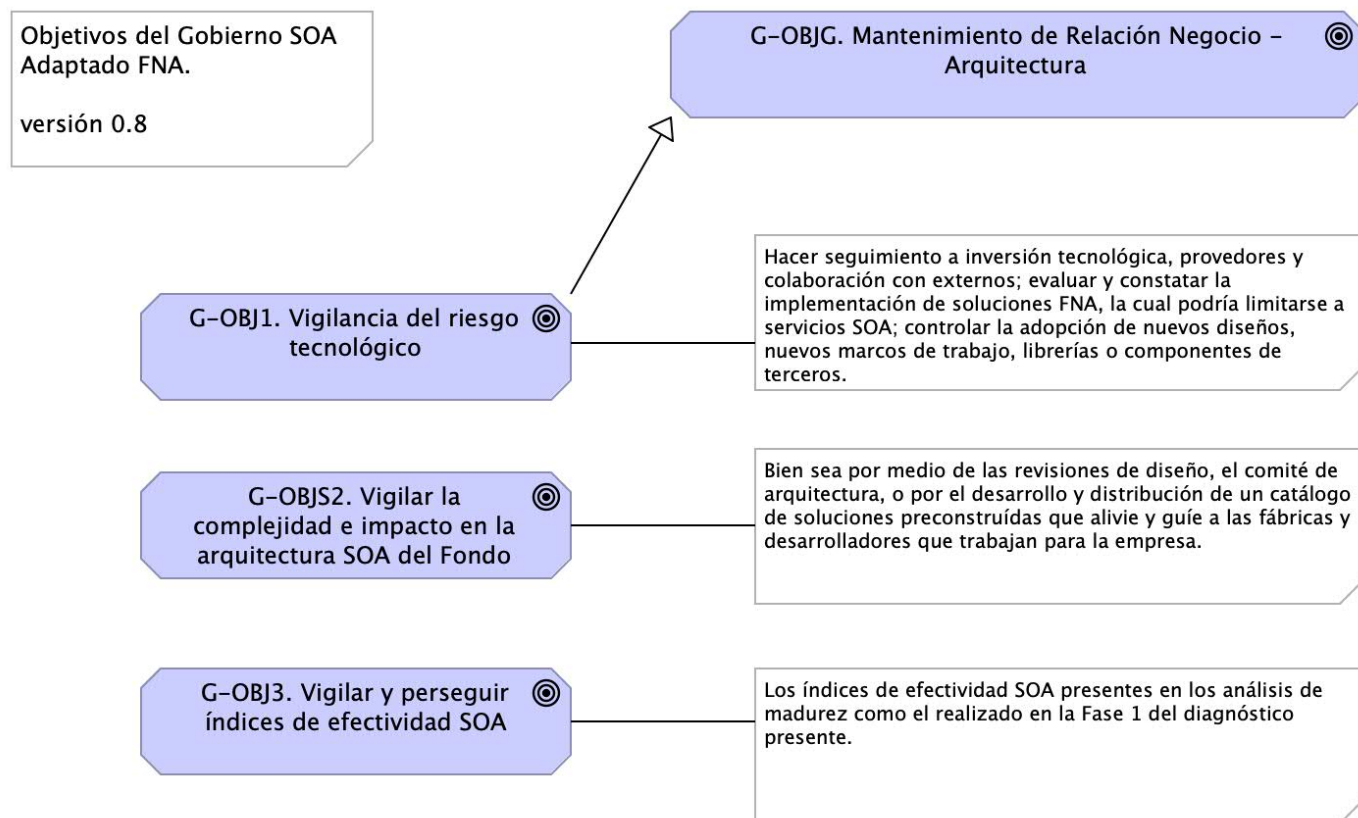 Objetivos del Gobierno SOA
Adaptado FNA.
versión 0.8
G-OBJG. Mantenimiento de Relación Negocio –
Arquitectura
G-OBJ1. Vigilancia del riesgo
tecnológico
Hacer seguimiento a inversión tecnológica, provedores y
colaboración con externos; evaluar y constatar la
implementación de soluciones FNA, la cual podría limitarse a
servicios SOA; controlar la adopción de nuevos diseños,
nuevos marcos de trabajo, librerías o componentes de
terceros.
G-OBJS2. Vigilar la
complejidad e impacto en la
arquitectura SOA del Fondo
Bien sea por medio de las revisiones de diseño, el comité de
arquitectura, o por el desarrollo y distribución de un catálogo
de soluciones preconstruídas que alivie y guíe a las fábricas y
desarrolladores que trabajan para la empresa.
G-OBJ3. Vigilar y perseguir
índices de efectividad SOA
Los índices de efectividad SOA presentes en los análisis de
madurez como el realizado en la Fase 1 del diagnóstico
presente.